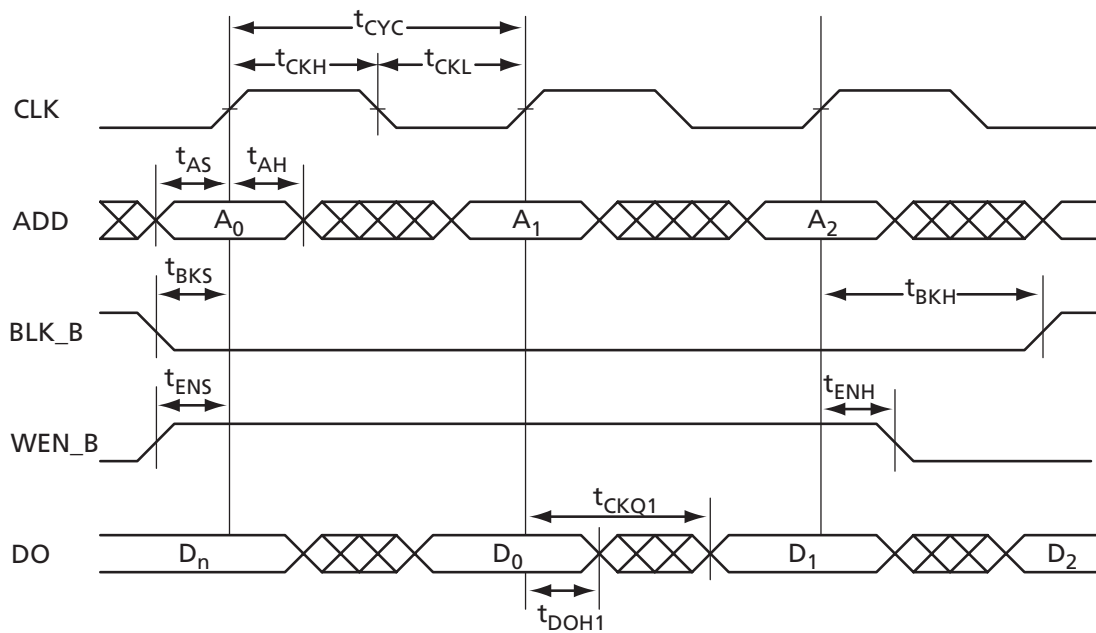 tCYC
tCKH tCKL
CLK
tAS tAH
ADD A0 A1 A2
tBKS tBKH
BLK_B
tENS tENH
WEN_B
tCKQ1
DO Dn D0 D1 D2
tDOH1